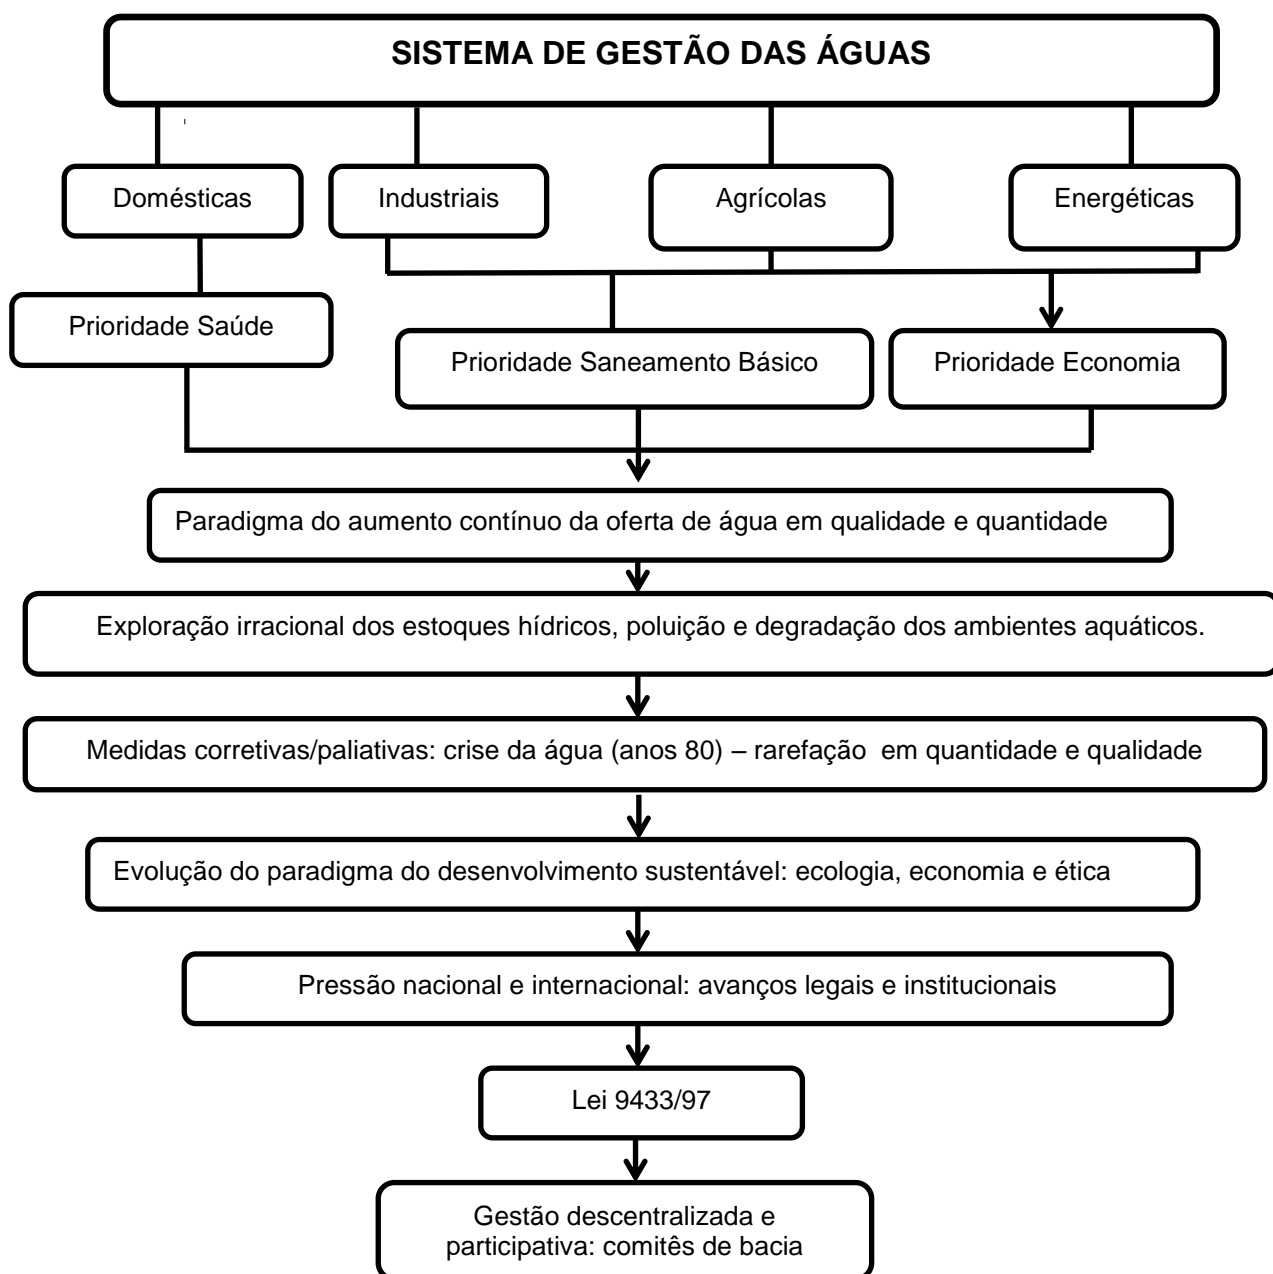 SISTEMA DE GESTÃO DAS ÁGUAS
Domésticas
Industriais
Agrícolas
Energéticas
Prioridade Saúde
Prioridade Saneamento Básico
Prioridade Economia
Paradigma do aumento contínuo da oferta de água em qualidade e quantidade
Exploração irracional dos estoques hídricos, poluição e degradação dos ambientes aquáticos.
Medidas corretivas/paliativas: crise da água (anos 80) – rarefação em quantidade e qualidade
Evolução do paradigma do desenvolvimento sustentável: ecologia, economia e ética
Pressão nacional e internacional: avanços legais e institucionais
Lei 9433/97
Gestão descentralizada e
participativa: comitês de bacia